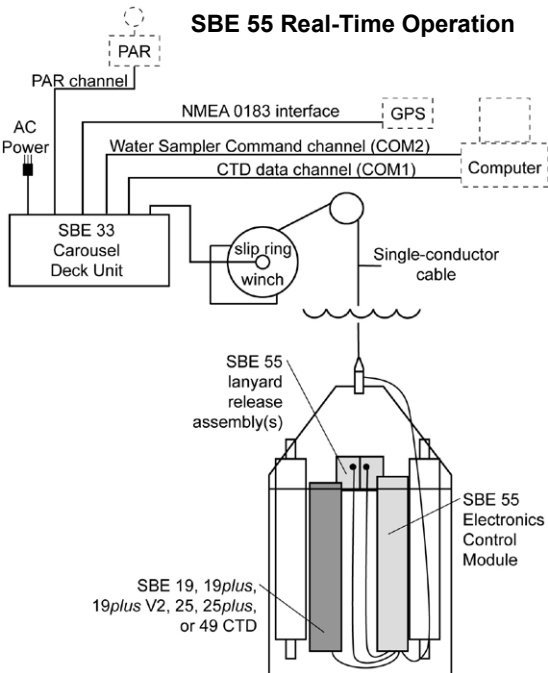 SBE 55 Real-Time Operation
PAR
PAR channel
NMEA 0183 interface
GPS
AC
Power
Water Sampler Command channel (COM2)
CTD data channel (COM1)
Computer
SBE 33
Carousel
Deck Unit
slip ring
winch
Single-conductor
cable
SBE 55
lanyard
release
assembly(s)
SBE 55
Electronics
Control
Module
SBE 19, 19plus,
19plus V2, 25, 25plus,
or 49 CTD